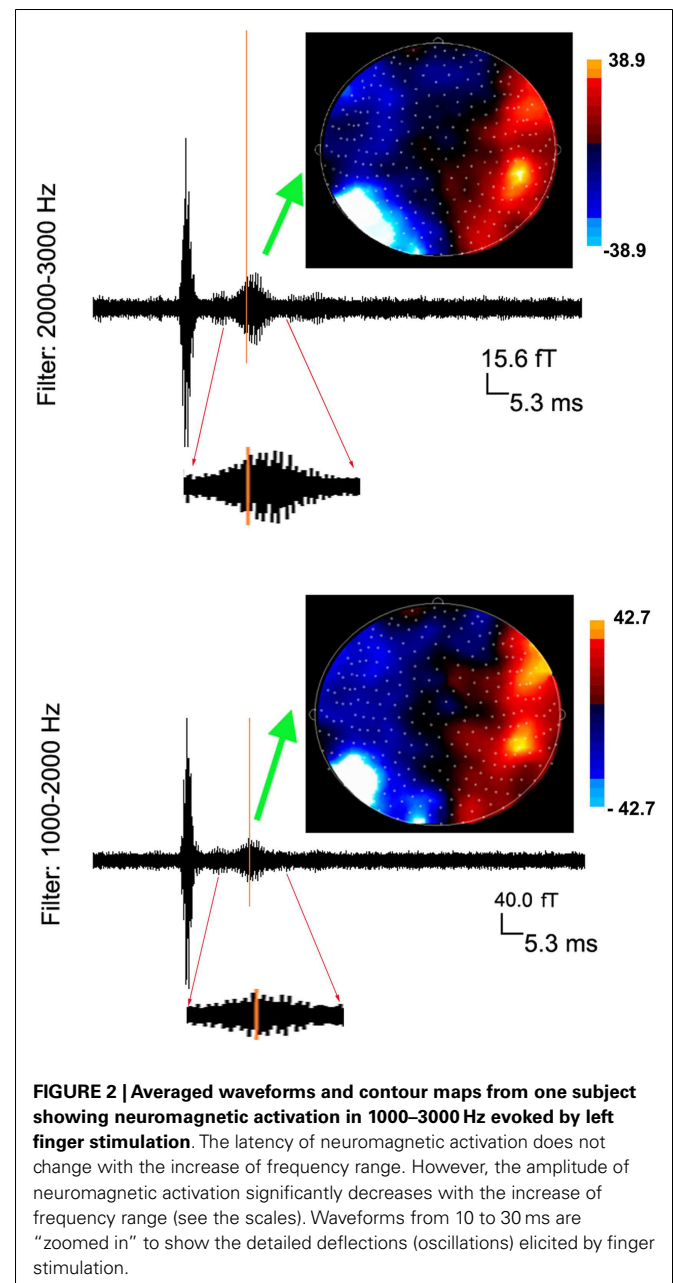 38.9
Filter: 2000-3000 Hz
-38.9
15.6 fT
5.3 ms
42.7
Filter: 1000-2000 Hz
- 42.7
40.0 fT
5.3 ms
FIGURE 2 | Averaged waveforms and contour maps from one subject
showing neuromagnetic activation in 1000–3000 Hz evoked by left
finger stimulation. The latency of neuromagnetic activation does not
change with the increase of frequency range. However, the amplitude of
neuromagnetic activation significantly decreases with the increase of
frequency range (see the scales). Waveforms from 10 to 30 ms are
“zoomed in” to show the detailed deflections (oscillations) elicited by finger
stimulation.